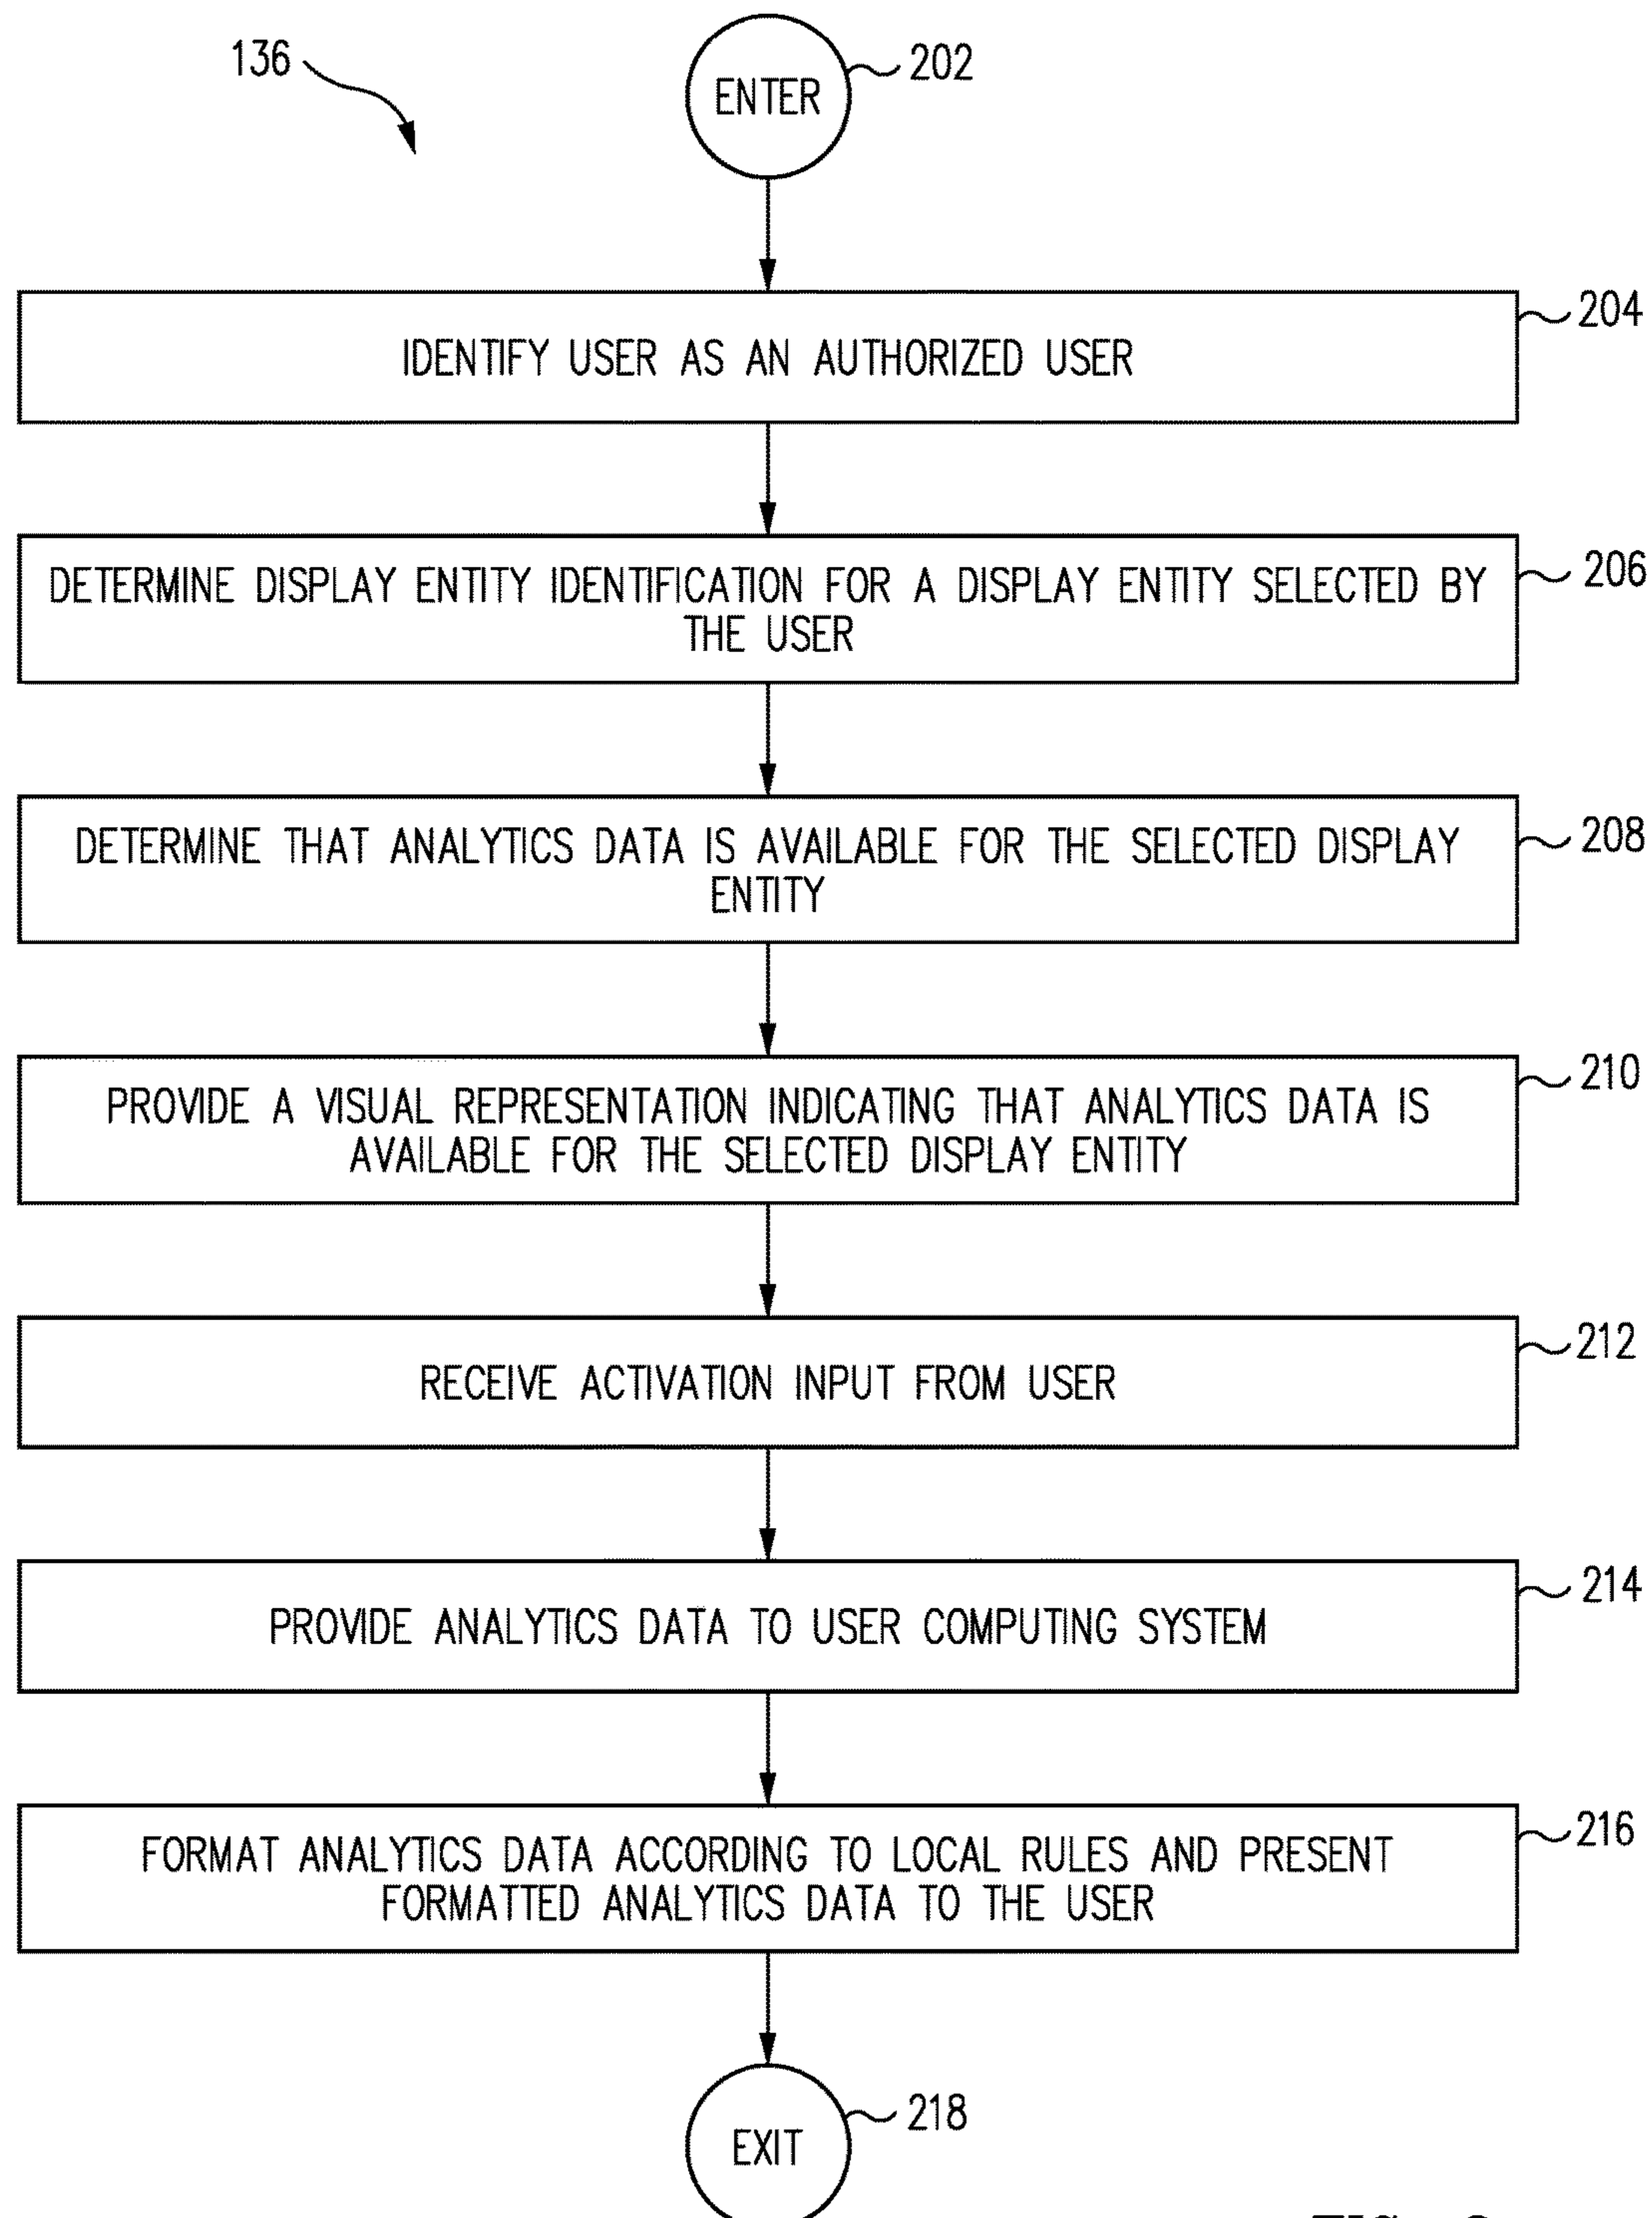 136
ENTER
202
204
IDENTIFY USER AS AN AUTHORIZED USER
206
DETERMINE DISPLAY ENTITY IDENTIFICATION FOR A DISPLAY ENTITY SELECTED BY
THE USER
208
DETERMINE THAT ANALYTICS DATA IS AVAILABLE FOR THE SELECTED DISPLAY
ENTITY
210
PROVIDE A VISUAL REPRESENTATION INDICATING THAT ANALYTICS DATA IS
AVAILABLE FOR THE SELECTED DISPLAY ENTITY
212
RECEIVE ACTIVATION INPUT FROM USER
214
PROVIDE ANALYTICS DATA TO USER COMPUTING SYSTEM
216
FORMAT ANALYTICS DATA ACCORDING TO LOCAL RULES AND PRESENT
FORMATTED ANALYTICS DATA TO THE USER
218
EXIT